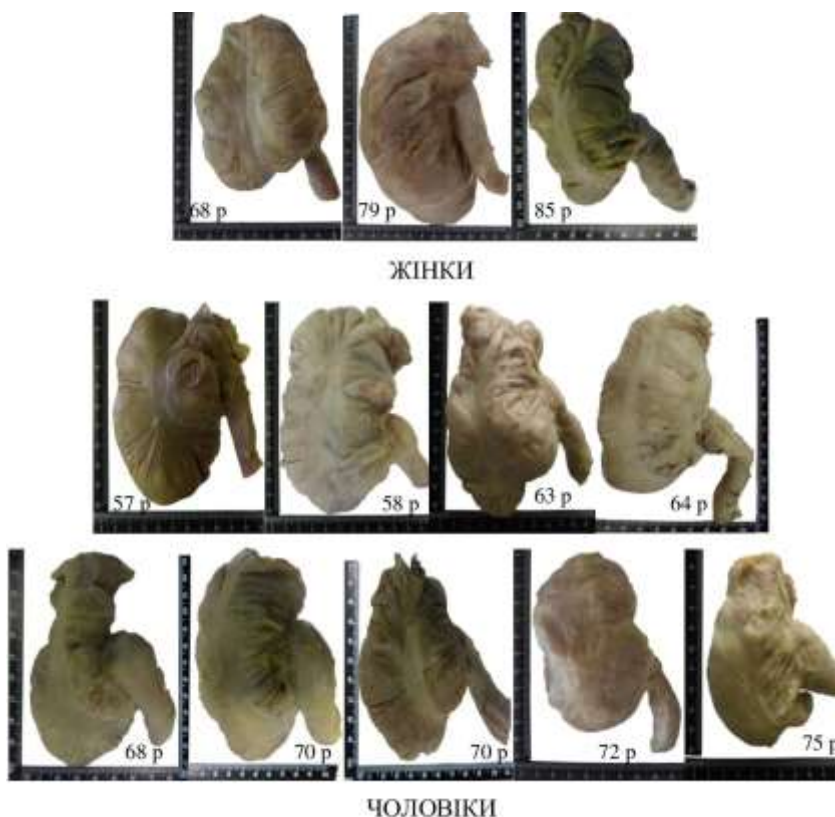 68 р
79 р
85 р
ЖІНКИ
57 р
58 р
63 р
64 р
68 р
70 р
70 р
72 р
75 р
ЧОЛОВІКИ